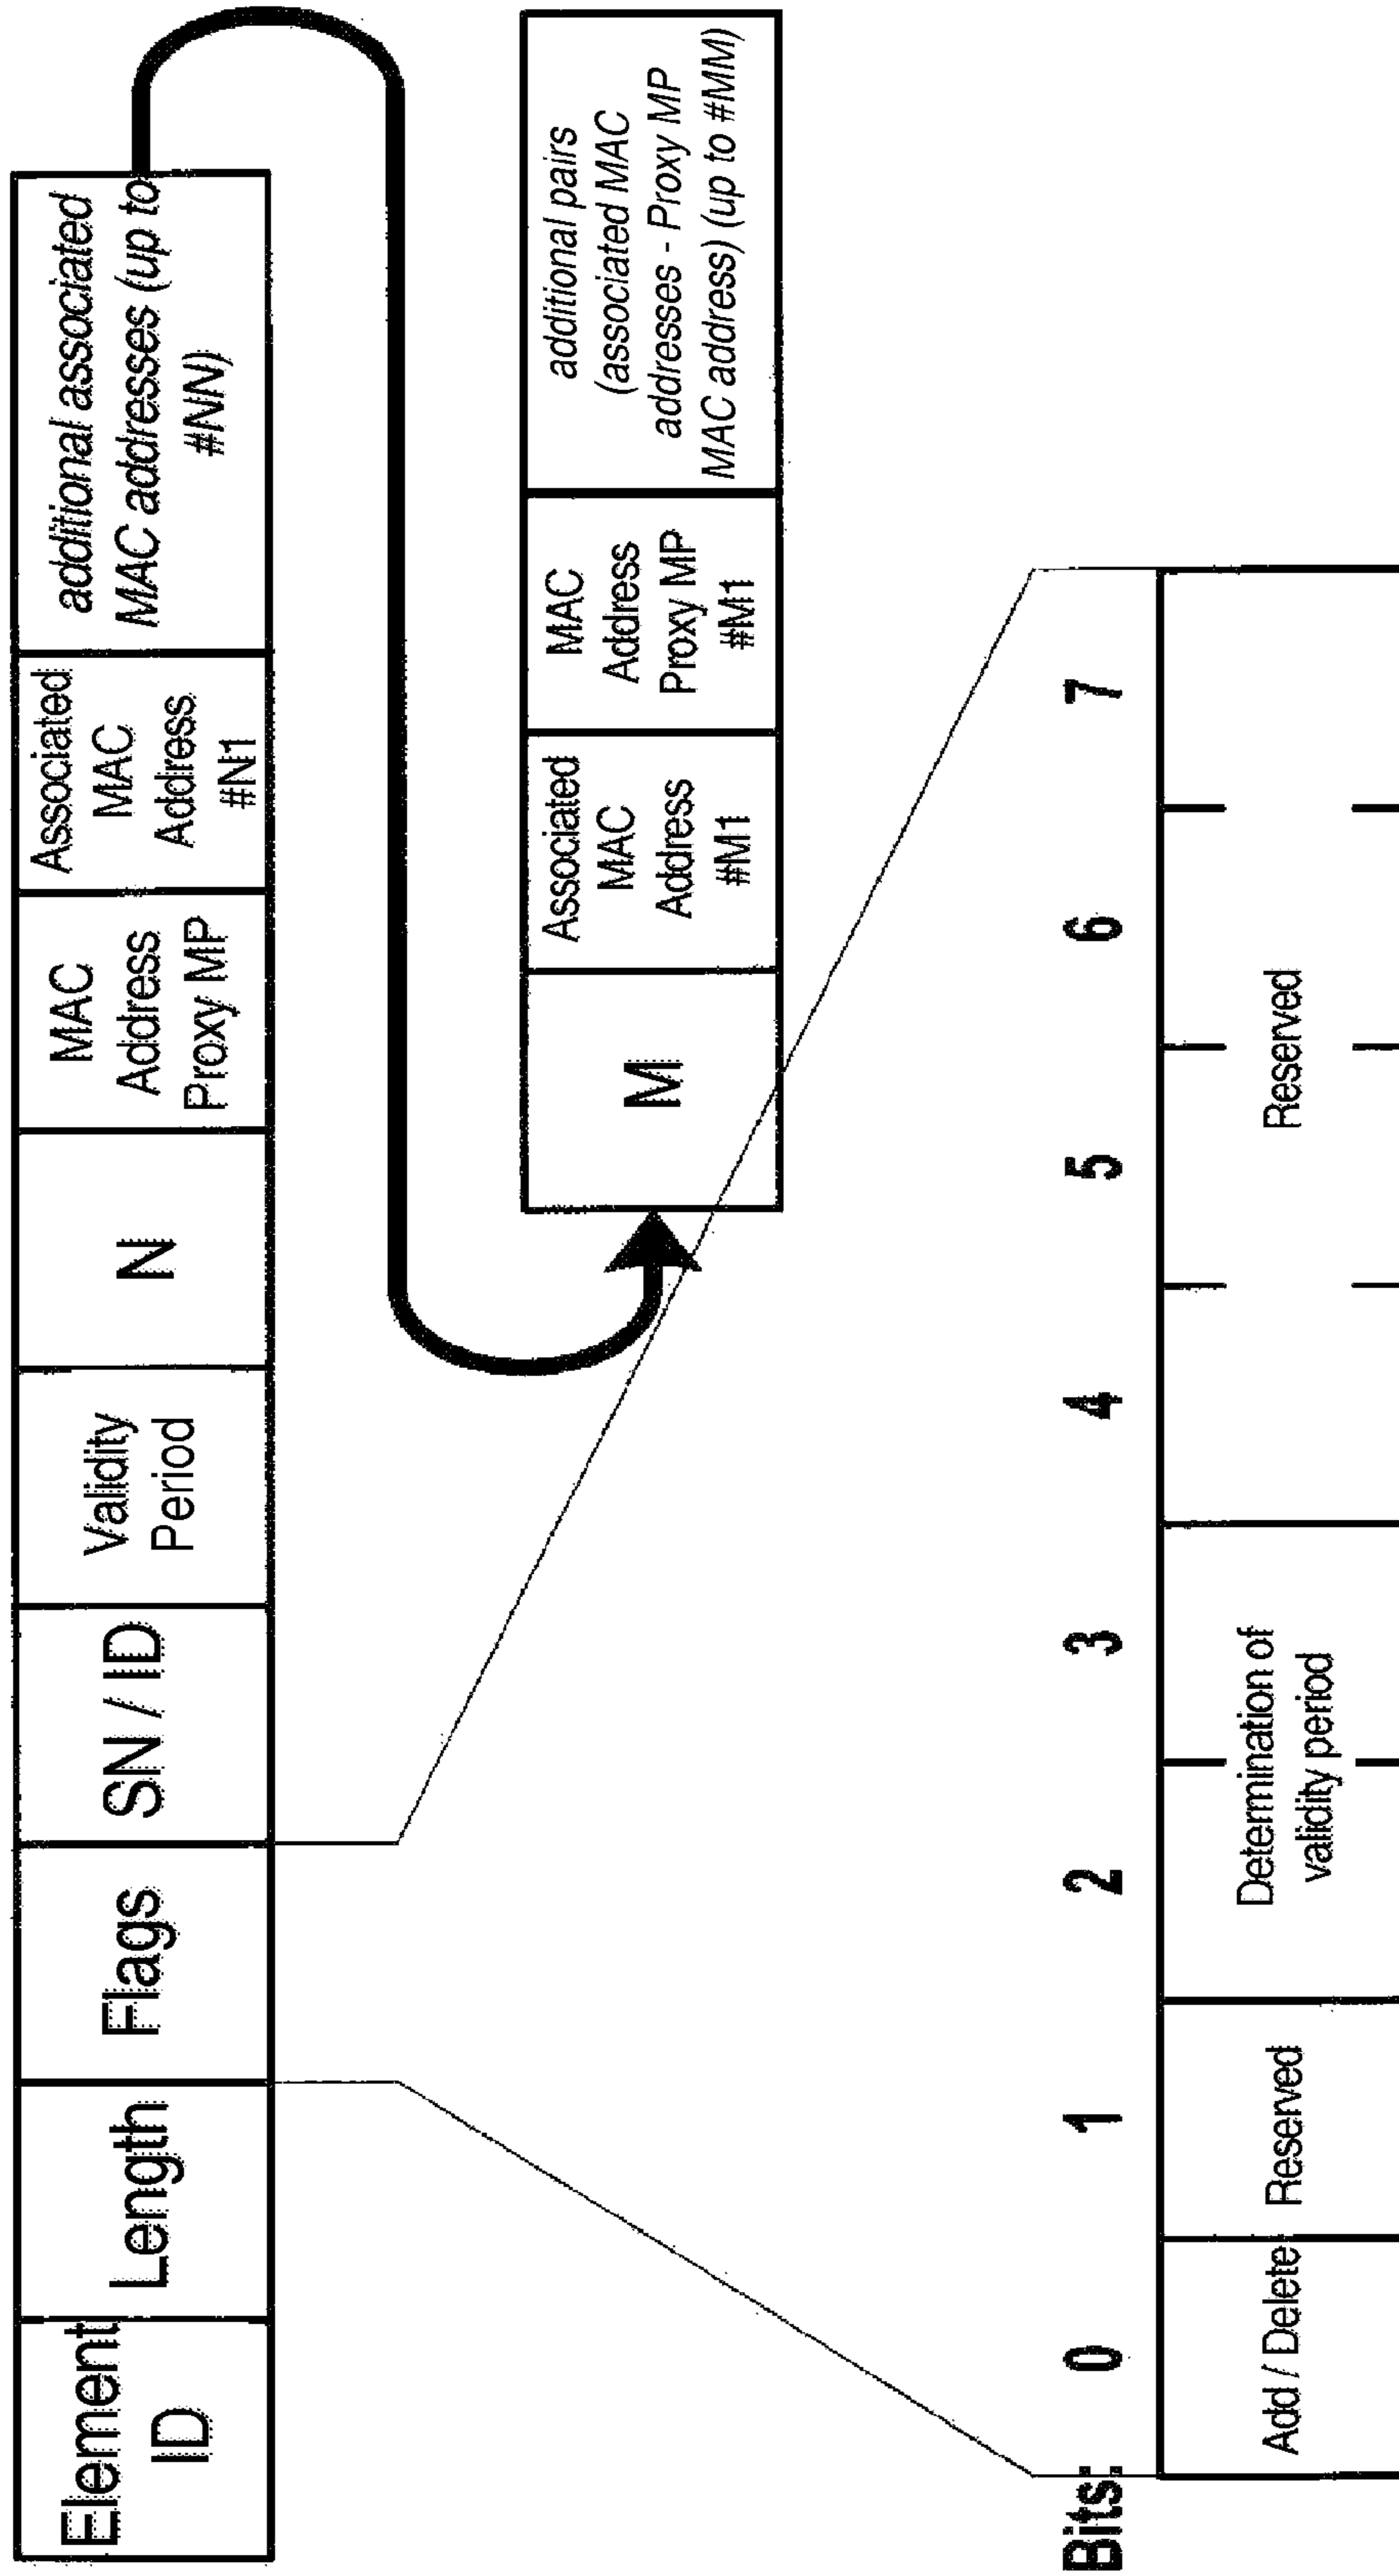 Element
ID
Length
Flags
SN / ID
Validity
Period
N
MAC
Address
Proxy MP
Associated
MAC
Address
#N1
additional associated
MAC addresses (up to
#NN)
M
Associated
MAC
Address
#M1
MAC
Address
Proxy MP
#M1
additional pairs
(associated MAC
addresses - Proxy MP
MAC address) (up to #MM)
Bits: 0 1 2 3 4 5 6 7
Add / Delete
Reserved
Determination of
validity period
Reserved